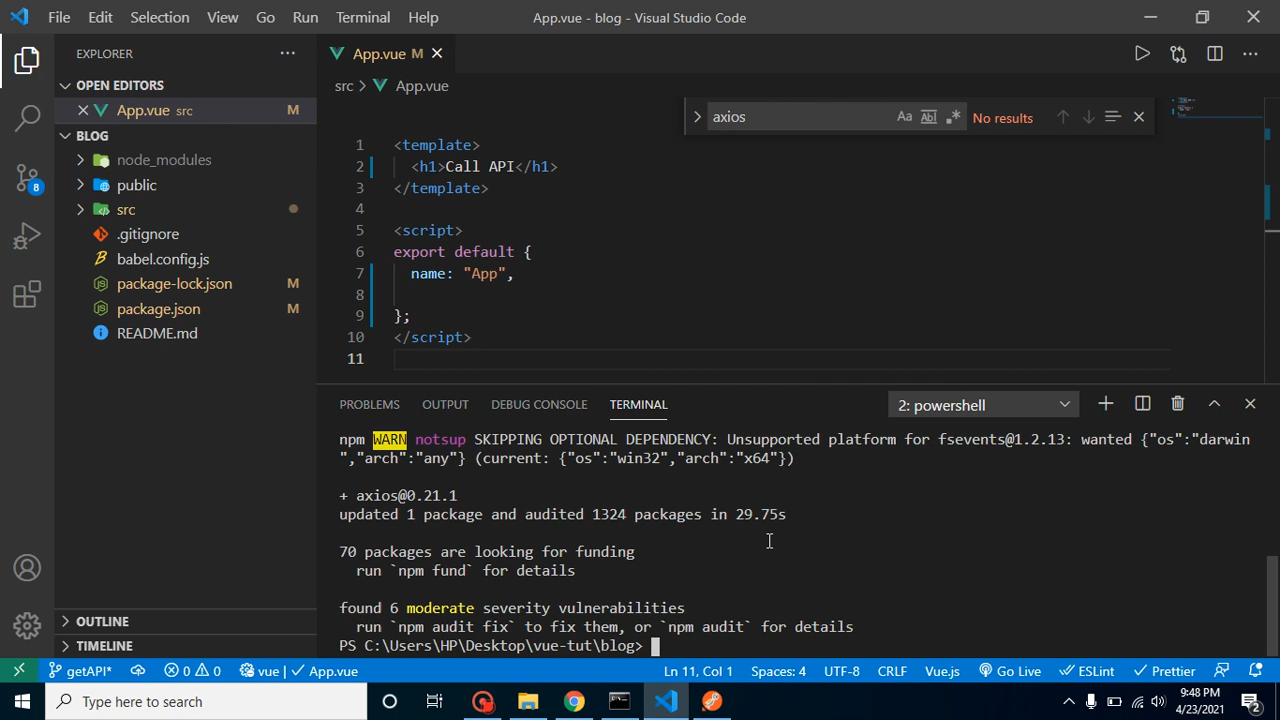 File Edit Selection View Go Run Terminal Help App.vue - blog - Visual Studio Code
EXPLORER
OPEN EDITORS
App.vue src M
BLOG
node_modules
public
src
.gitignore
babel.config.js
package-lock.json M
package.json M
README.md
OUTLINE
TIMELINE
8
App.vue M
src > App.vue
axios Aa Abl No results
1 <template>
2 <h1>Call API</h1>
3 </template>
4
5 <script>
6 export default {
7 name: "App",
8
9 };
10 </script>
11
PROBLEMS OUTPUT DEBUG CONSOLE TERMINAL 2: powershell
npm WARN notsup SKIPPING OPTIONAL DEPENDENCY: Unsupported platform for fsevents@1.2.13: wanted {"os":"darwin
","arch":"any"} (current: {"os":"win32","arch":"x64"})
+ axios@0.21.1
updated 1 package and audited 1324 packages in 29.75s
70 packages are looking for funding
run `npm fund` for details
found 6 moderate severity vulnerabilities
run `npm audit fix` to fix them, or `npm audit` for details
PS C:\Users\HP\Desktop\vue-tut\blog>
getAPI* 0 0 vue | ✓ App.vue Ln 11, Col 1 Spaces: 4 UTF-8 CRLF Vue.js Go Live ESLint Prettier
Type here to search
9:48 PM
4/23/2021
2